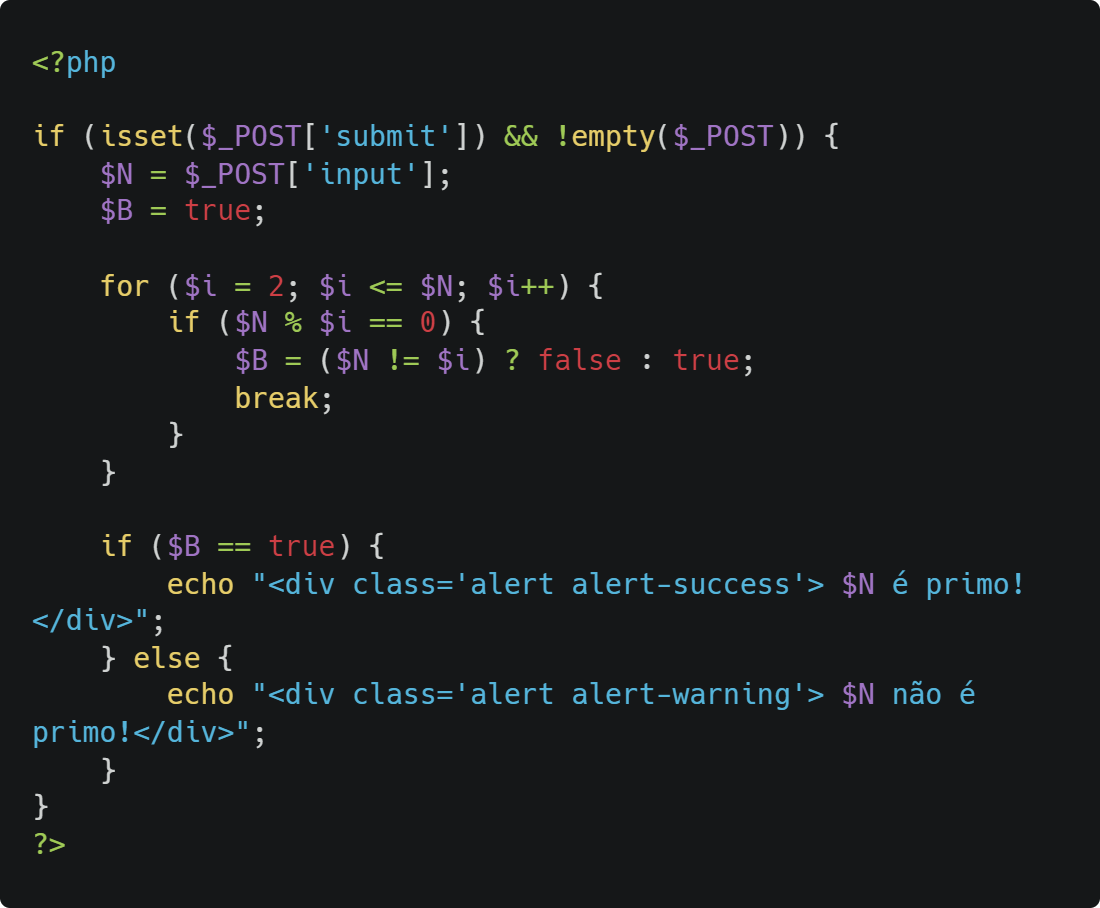 <?php

if (isset($_POST['submit']) && !empty($_POST)) {
    $N = $_POST['input'];
    $B = true;

    for ($i = 2; $i <= $N; $i++) {
        if ($N % $i == 0) {
            $B = ($N != $i) ? false : true;
            break;
        }
    }

    if ($B == true) {
        echo "<div class='alert alert-success'> $N é primo!
</div>";
    } else {
        echo "<div class='alert alert-warning'> $N não é
primo!</div>";
    }
}
?>